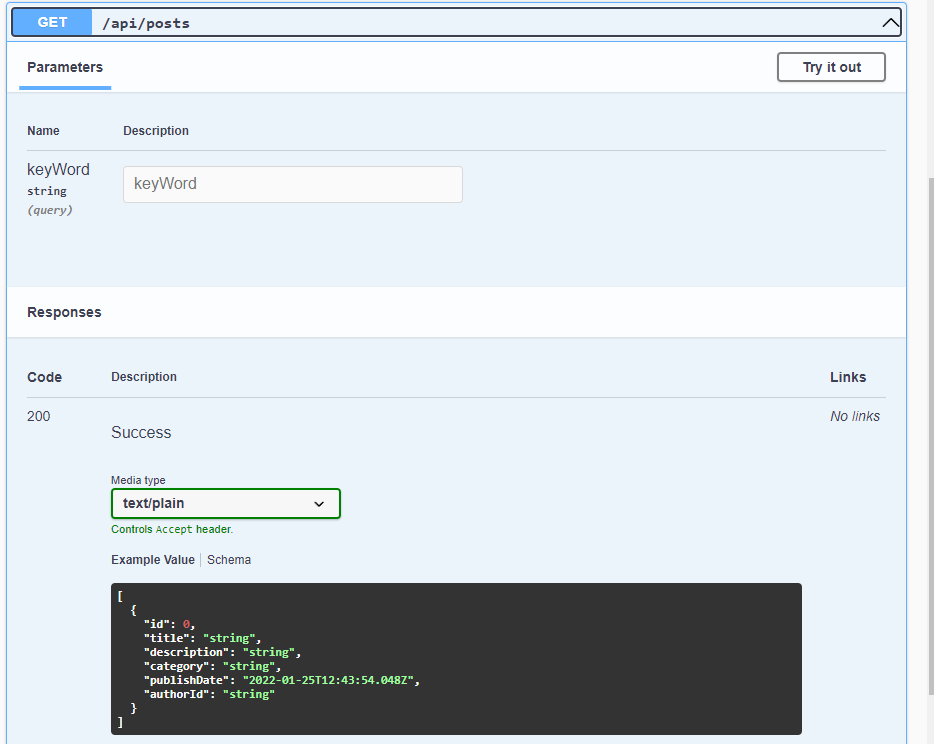 GET /api/posts
Parameters
Try it out
Name Description
keyWord
string
(query)
keyWord
Responses
Code Description Links
200
Success
No links
Media type
text/plain
Controls Accept header.
Example Value | Schema
[
  {
    "id": 0,
    "title": "string",
    "description": "string",
    "category": "string",
    "publishDate": "2022-01-25T12:43:54.048Z",
    "authorId": "string"
  }
]